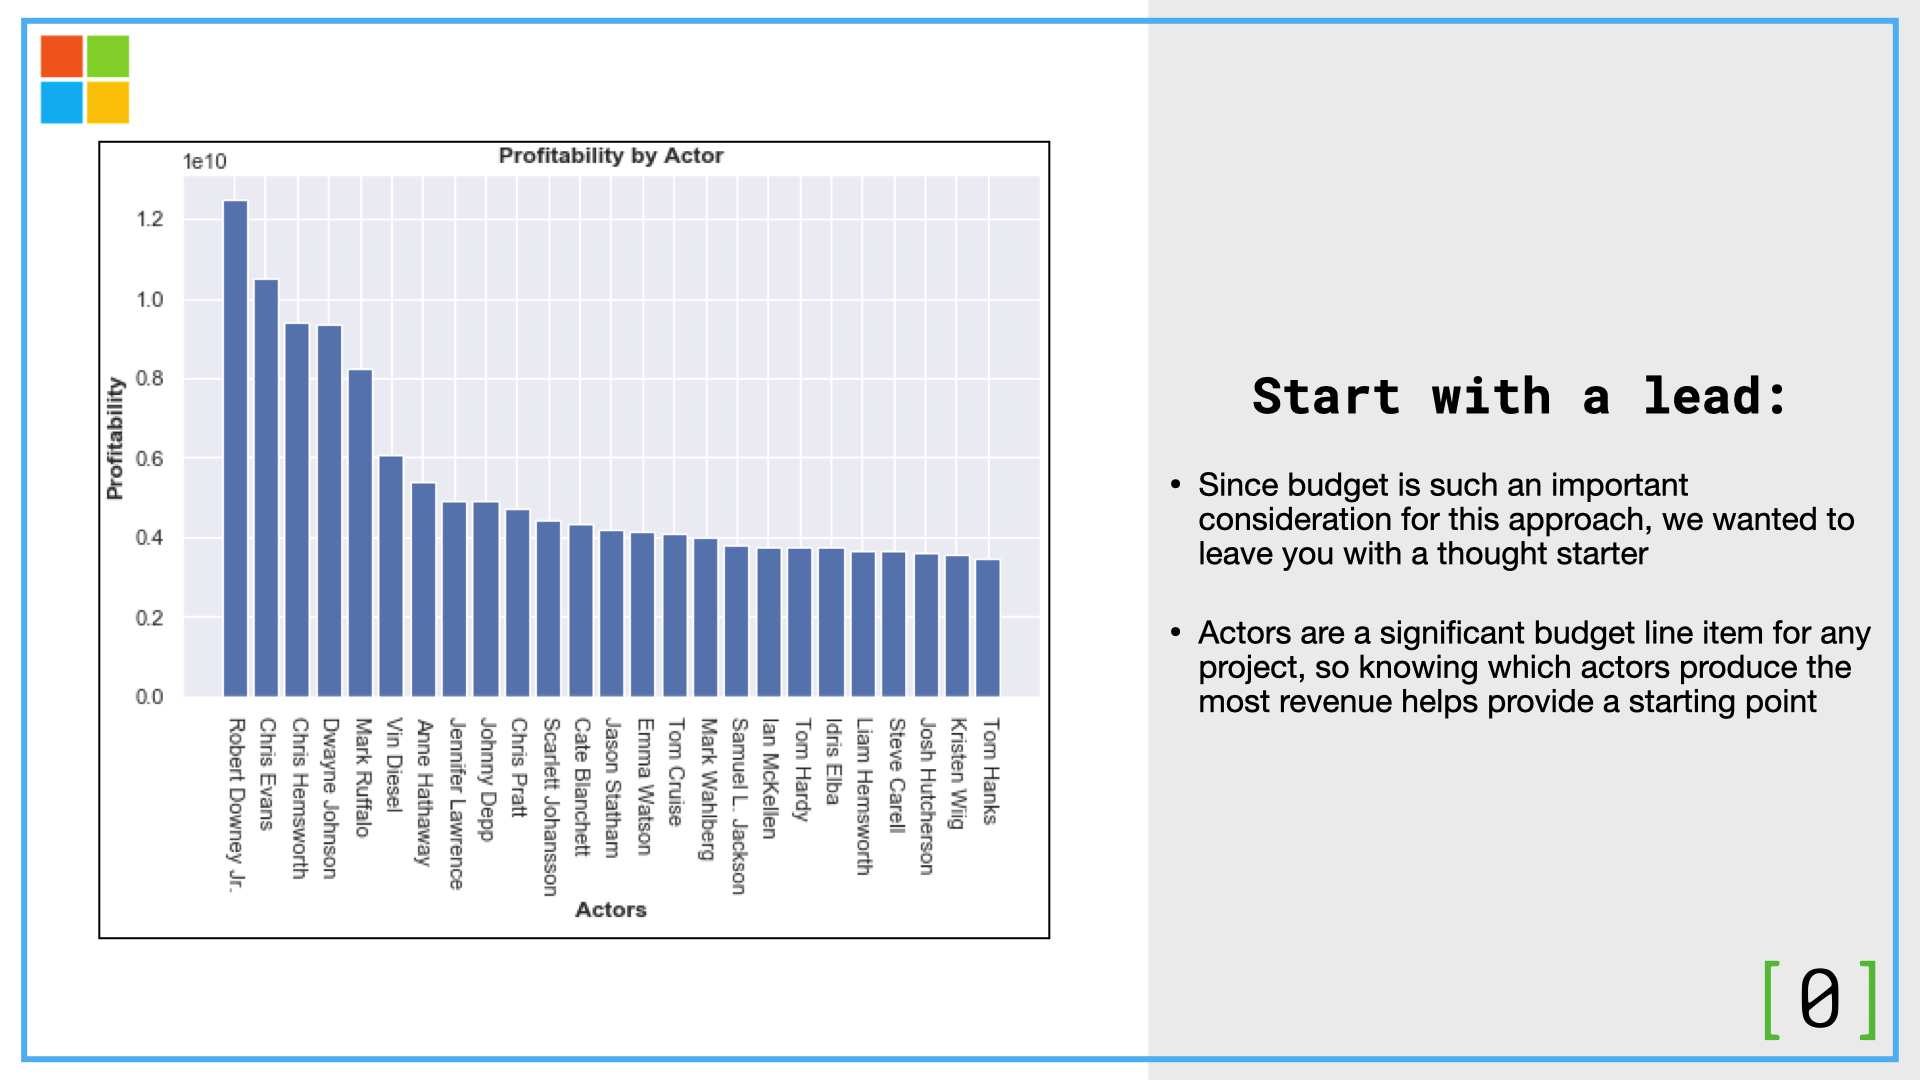 Profitability by Actor
1e10
1.2
1.0
0.8
0.6
0.4
0.2
0.0
Profitability
Robert Downey Jr.
Chris Evans
Chris Hemsworth
Dwayne Johnson
Mark Ruffalo
Vin Diesel
Anne Hathaway
Jennifer Lawrence
Johnny Depp
Chris Pratt
Scarlett Johansson
Cate Blanchett
Jason Statham
Emma Watson
Tom Cruise
Mark Wahlberg
Samuel L. Jackson
Ian McKellen
Tom Hardy
Idris Elba
Liam Hemsworth
Steve Carell
Josh Hutcherson
Kristen Wiig
Tom Hanks
Actors
Start with a lead:
• Since budget is such an important
consideration for this approach, we wanted to
leave you with a thought starter
• Actors are a significant budget line item for any
project, so knowing which actors produce the
most revenue helps provide a starting point
[0]